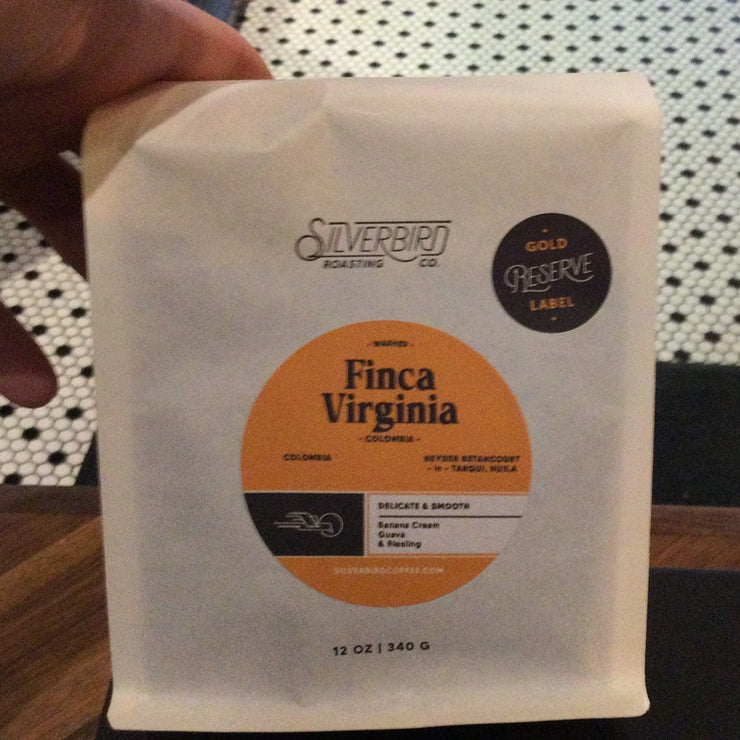 SILVERBIRD
ROASTING CO.
GOLD
RESERVE
LABEL
- WASHED -
Finca
Virginia
- COLOMBIA -
COLOMBIA
NEYDER BETANCOURT
- in - TARQUI, HUILA
DELICATE & SMOOTH
Banana Cream
Guava
& Riesling
SILVERBIRDCOFFEE.COM
12 OZ | 340 G